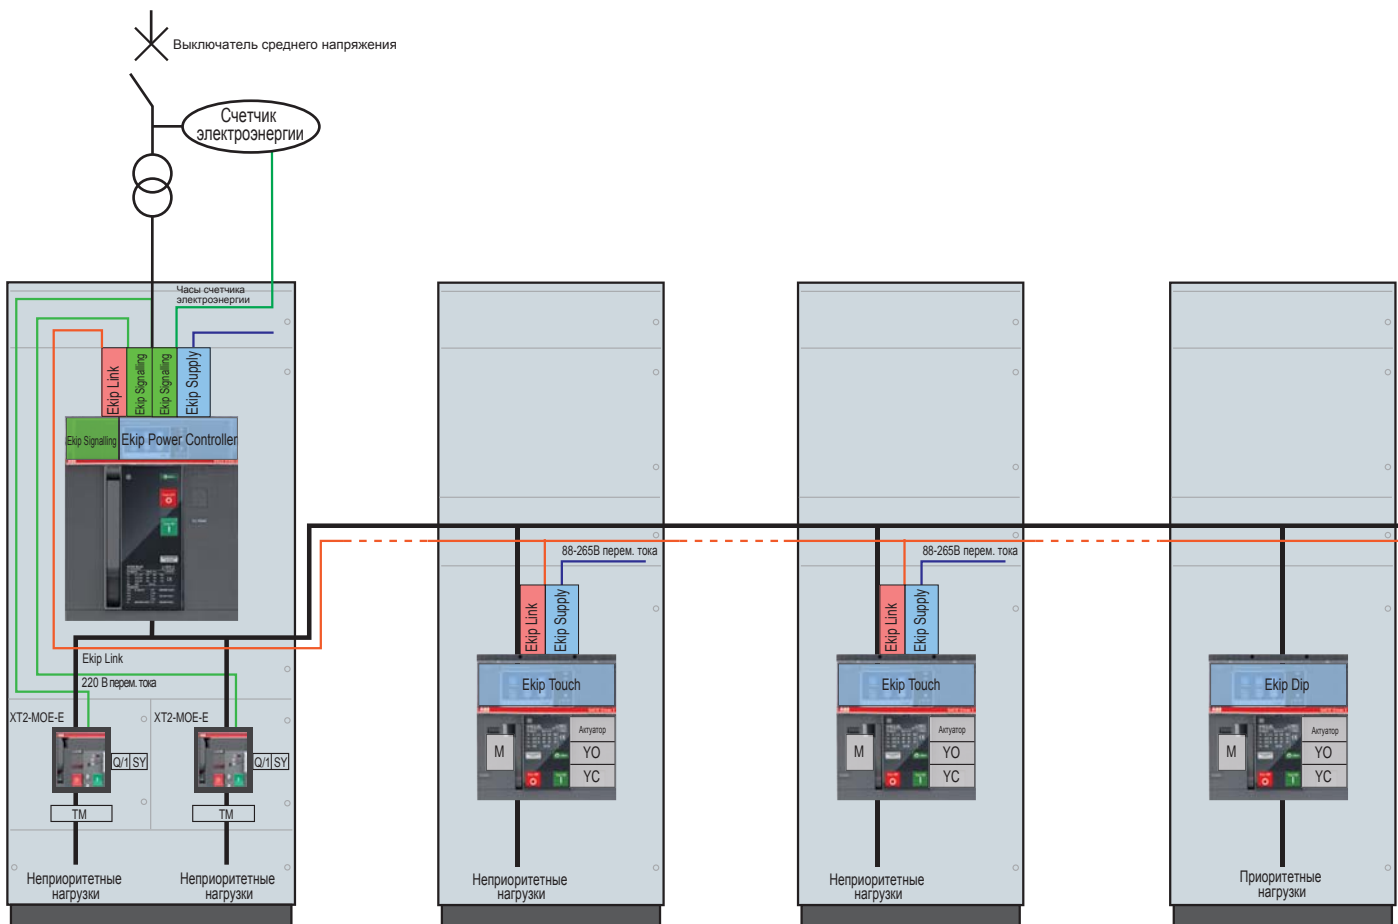 Выключатель среднего напряжения
Счетчик
электроэнергии
Часы счетчика
электроэнергии
Ekip Link
Ekip Signalling
Ekip Signalling
Ekip Supply
Ekip Signalling
Ekip Power Controller
Ekip Link
220 В перем. тока
XT2-MOE-E
Q/1 SY
TM
Неприоритетные
нагрузки
XT2-MOE-E
Q/1 SY
TM
Неприоритетные
нагрузки
88-265В перем. тока
Ekip Link
Ekip Supply
Ekip Touch
M
Актуатор
YO
YC
Неприоритетные
нагрузки
88-265В перем. тока
Ekip Link
Ekip Supply
Ekip Touch
M
Актуатор
YO
YC
Неприоритетные
нагрузки
Ekip Dip
M
Актуатор
YO
YC
Приоритетные
нагрузки